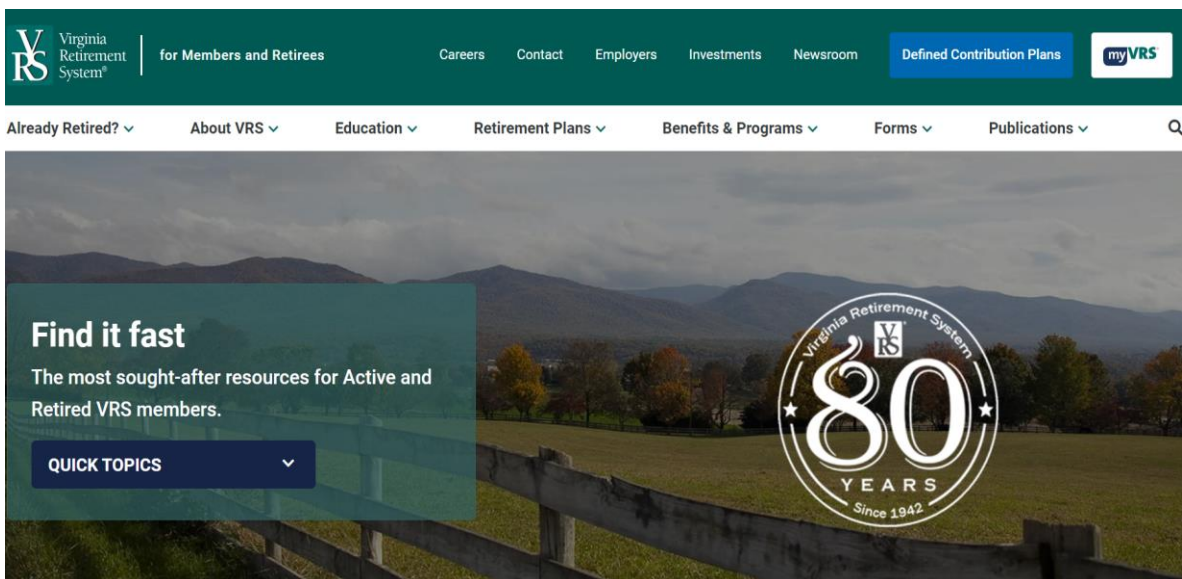 VRS
Virginia
Retirement
System®
for Members and Retirees
Careers Contact Employers Investments Newsroom Defined Contribution Plans myVRS
Already Retired? About VRS Education Retirement Plans Benefits & Programs Forms Publications
Find it fast
The most sought-after resources for Active and
Retired VRS members.
QUICK TOPICS
Virginia Retirement System
VRS
80
YEARS
Since 1942